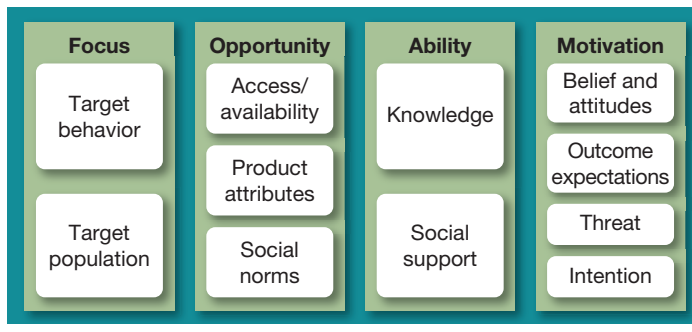 Focus
Target
behavior
Target
population
Opportunity
Access/
availability
Product
attributes
Social
norms
Ability
Knowledge
Social
support
Motivation
Belief and
attitudes
Outcome
expectations
Threat
Intention